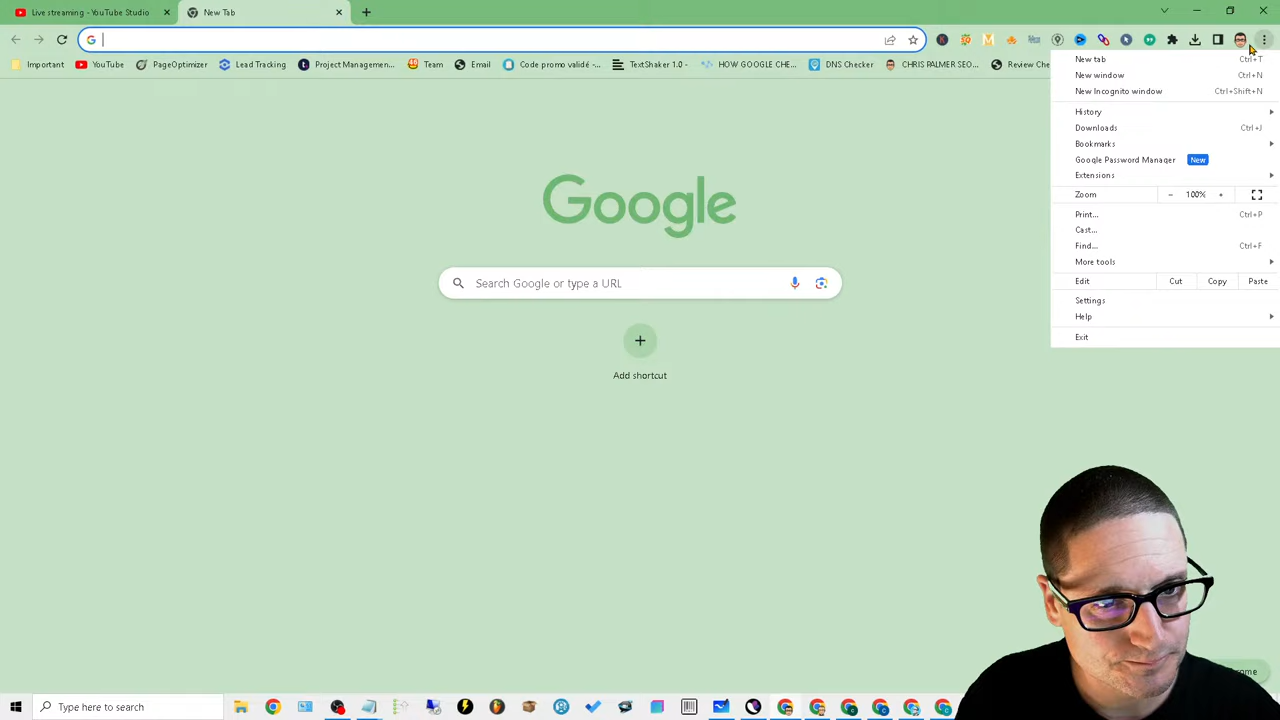 Live streaming - YouTube Studio
New Tab
Important
YouTube
PageOptimizer
Lead Tracking
Project Management...
46
Team
Email
Code promo validé -...
TextShaker 1.0 -
HOW GOOGLE CHE...
DNS Checker
CHRIS PALMER SEO...
Review Che
New tab Ctrl+T
New window Ctrl+N
New Incognito window Ctrl+Shift+N
History
Downloads Ctrl+J
Bookmarks
Google Password Manager New
Extensions
Zoom - 100% +
Print... Ctrl+P
Cast...
Find... Ctrl+F
More tools
Edit Cut Copy Paste
Settings
Help
Exit
Google
Search Google or type a URL
Add shortcut
Type here to search